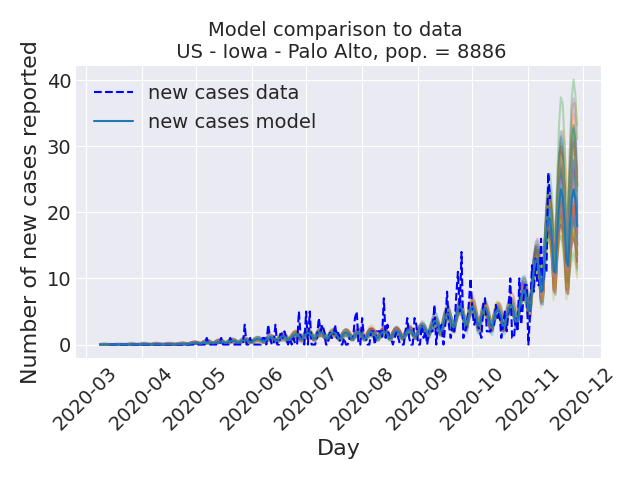 Model comparison to data
US - Iowa - Palo Alto, pop. = 8886
new cases data
new cases model
Number of new cases reported
40
30
20
10
0
2020-03
2020-04
2020-05
2020-06
2020-07
2020-08
2020-09
2020-10
2020-11
2020-12
Day